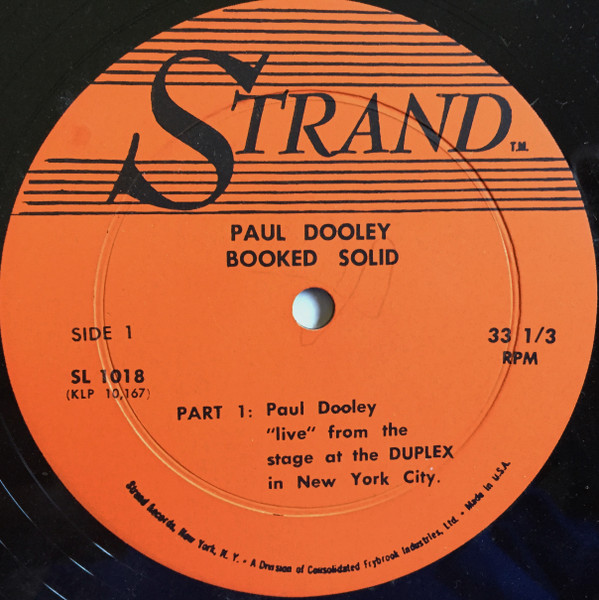 STRAND T.M.
PAUL DOOLEY
BOOKED SOLID
SIDE 1
33 1/3
RPM
SL 1018
(KLP 10,167)
PART 1: Paul Dooley
"live" from the
stage at the DUPLEX
in New York City.
Strand Records, New York, N. Y. - A Division of Consolidated Frybrook Industries, Ltd. - Made in U.S.A.